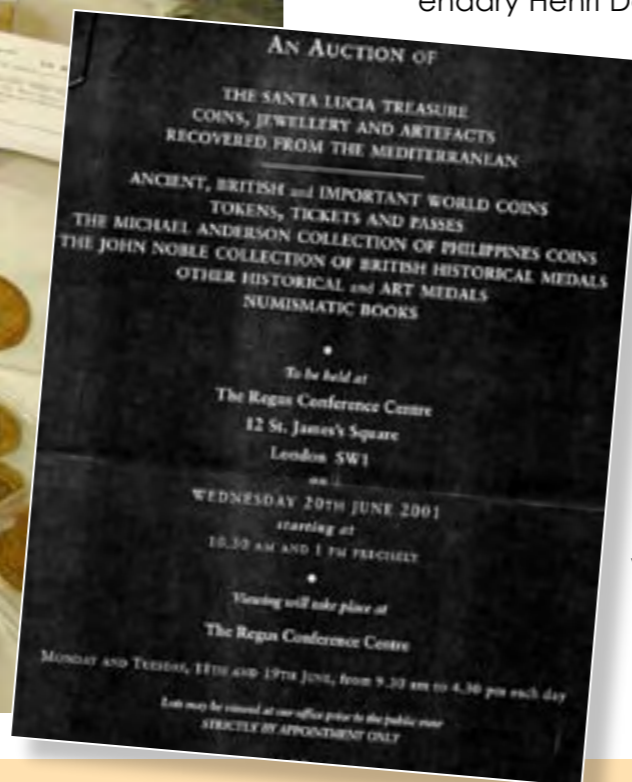 endary Henri D
AN AUCTION OF
THE SANTA LUCIA TREASURE
COINS, JEWELLERY AND ARTEFACTS
RECOVERED FROM THE MEDITERRANEAN
ANCIENT, BRITISH and IMPORTANT WORLD COINS
TOKENS, TICKETS AND PASSES
THE MICHAEL ANDERSON COLLECTION OF PHILIPPINES COINS
THE JOHN NOBLE COLLECTION OF BRITISH HISTORICAL MEDALS
OTHER HISTORICAL and ART MEDALS
NUMISMATIC BOOKS
To be held at
The Regus Conference Centre
12 St. James's Square
London SW1
on
WEDNESDAY 20TH JUNE 2001
starting at
10.30 AM AND 1 PM PRECISELY
Viewing will take place at
The Regus Conference Centre
MONDAY AND TUESDAY, 18TH AND 19TH JUNE, from 9.30 am to 4.30 pm each day
Lots may be viewed at our office prior to the public view
STRICTLY BY APPOINTMENT ONLY